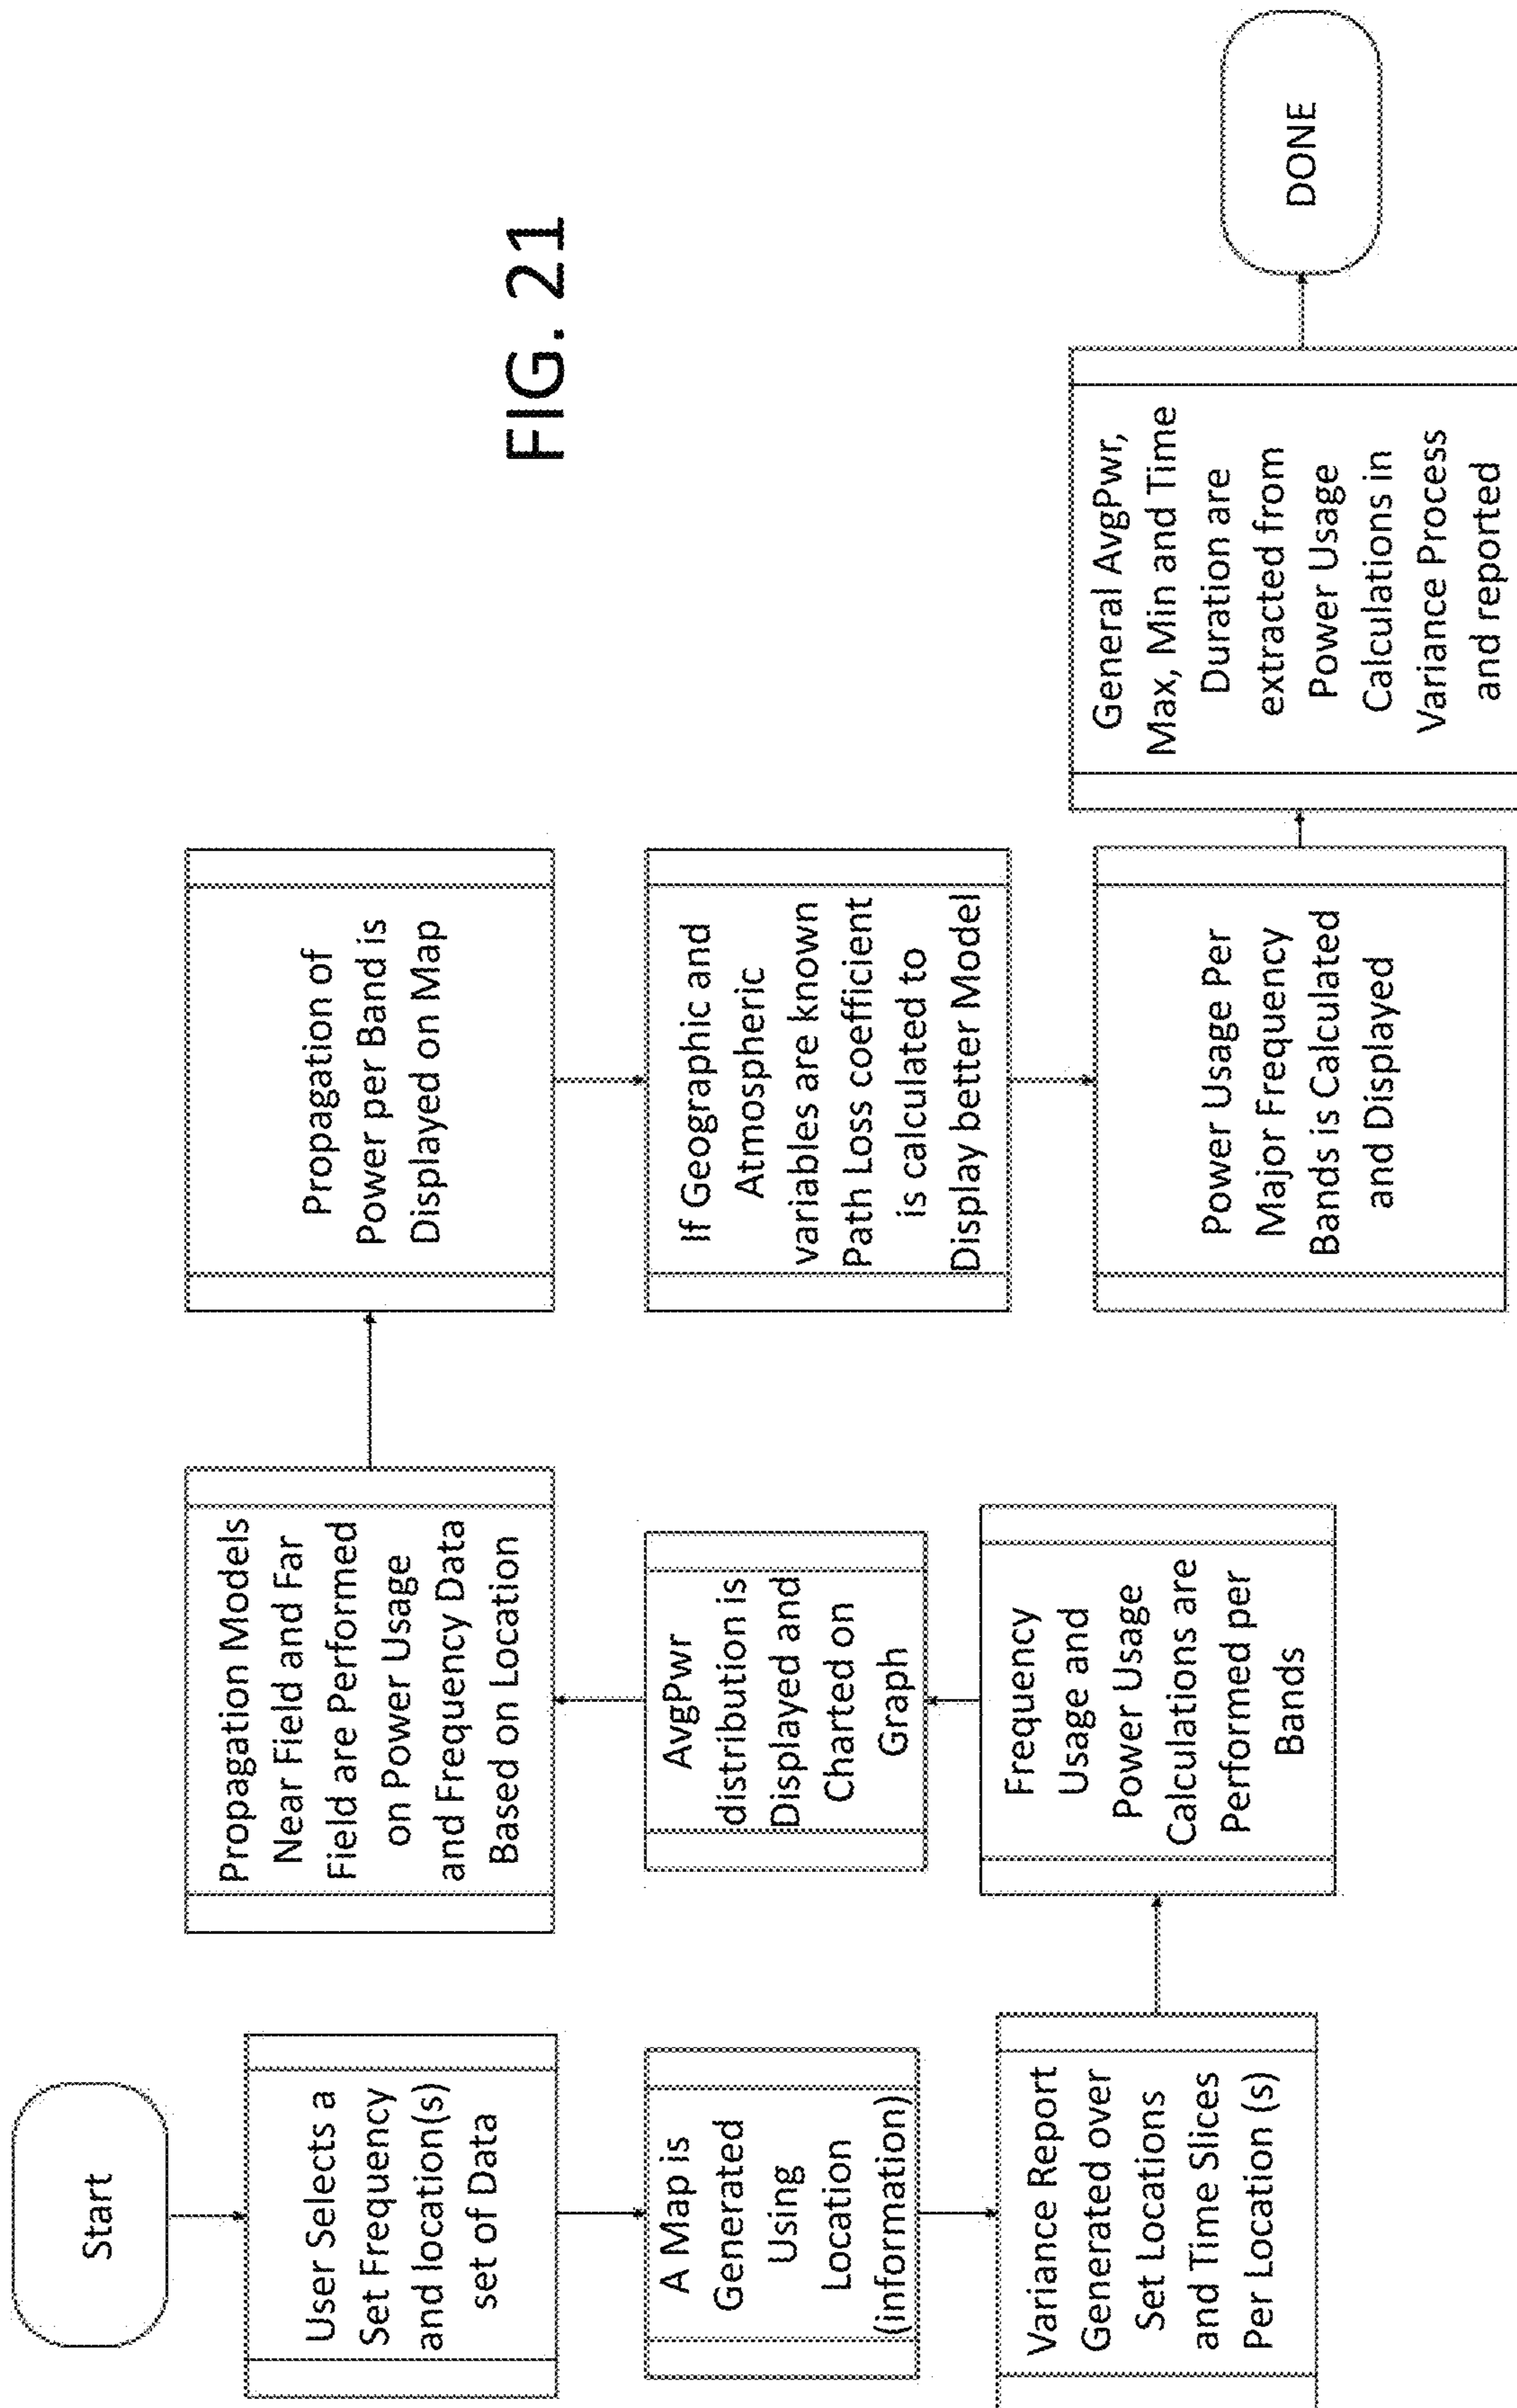 FIG. 21
Start
User Selects a
Set Frequency
and location(s)
set of Data
A Map is
Generated
Using
Location
(information)
Variance Report
Generated over
Set Locations
and Time Slices
Per Location (s)
Frequency
Usage and
Power Usage
Calculations are
Performed per
Bands
AvgPwr
distribution is
Displayed and
Charted on
Graph
Propagation Models
Near Field and Far
Field are Performed
on Power Usage
and Frequency Data
Based on Location
Propagation of
Power per Band is
Displayed on Map
If Geographic and
Atmospheric
variables are known
Path Loss coefficient
is calculated to
Display better Model
Power Usage Per
Major Frequency
Bands is Calculated
and Displayed
General AvgPwr,
Max, Min and Time
Duration are
extracted from
Power Usage
Calculations in
Variance Process
and reported
DONE